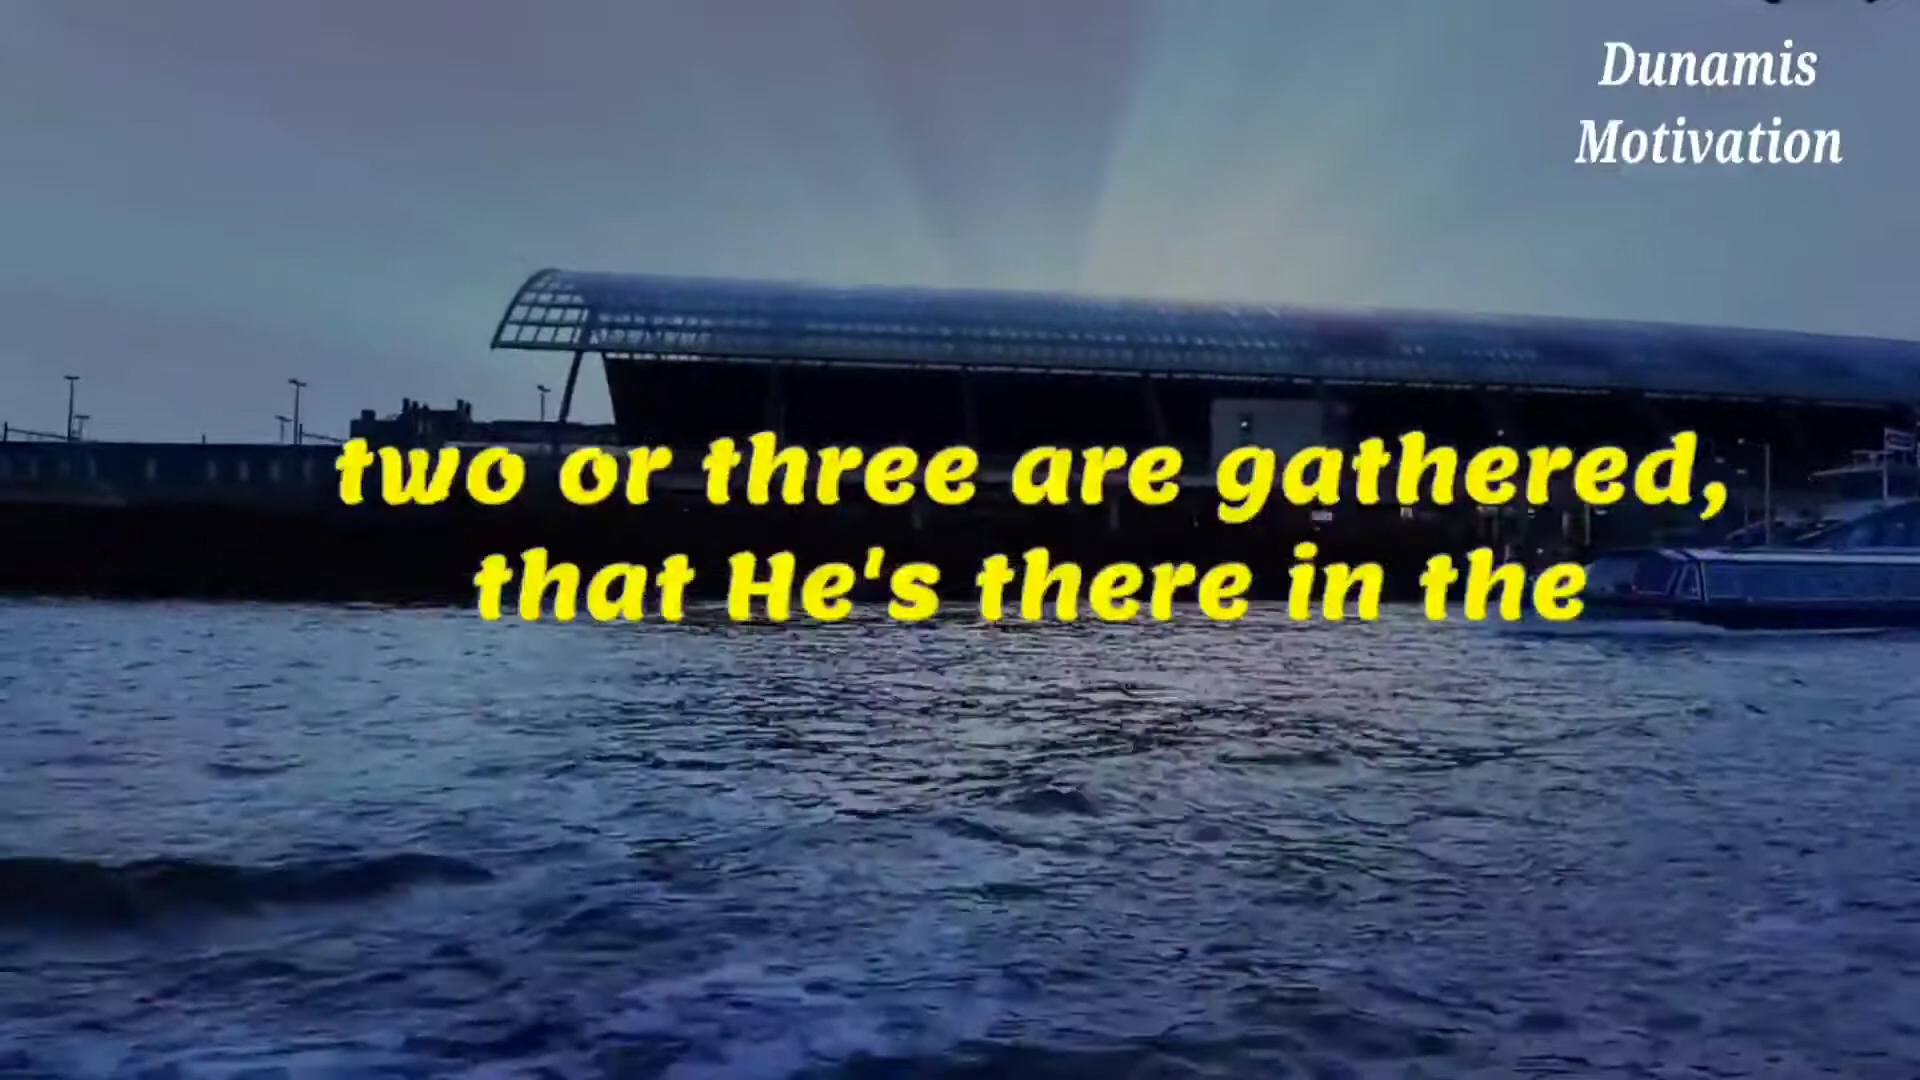 Dunamis
Motivation
two or three are gathered,
that He's there in the